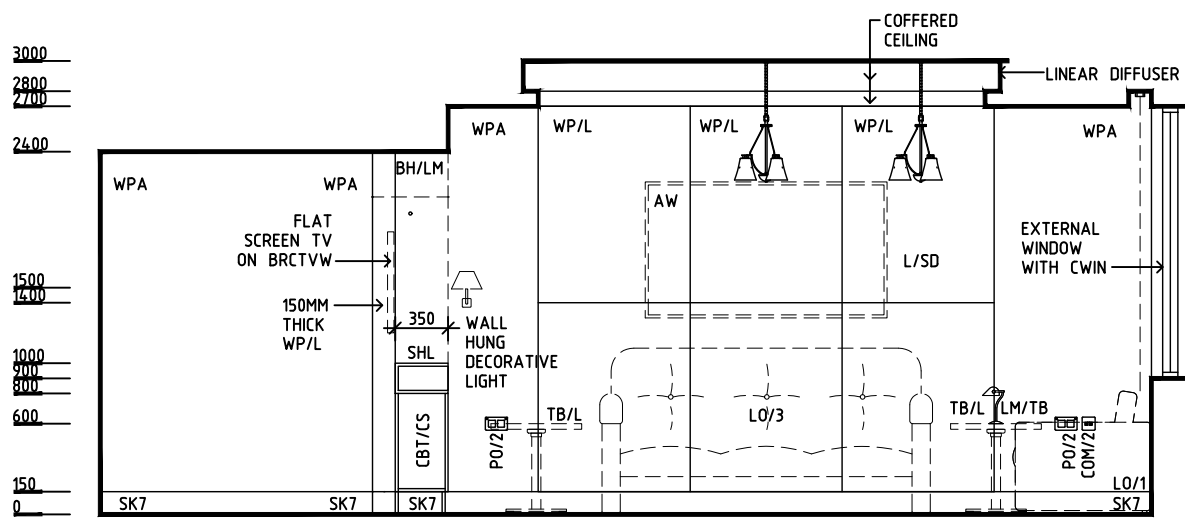 COFFERED
CEILING
3000
LINEAR DIFFUSER
2800
2700
WPA
WP/L
WP/L
WP/L
WPA
2400
BH/LM
WPA
WPA
AW
FLAT
SCREEN TV
ON BRCTVW
EXTERNAL
WINDOW
WITH CWIN
L/SD
1500
1400
150MM
THICK
WP/L
350
WALL
HUNG
DECORATIVE
LIGHT
SHL
1000
900
800
600
TB/L
LO/3
TB/L
LM/TB
CBT/CS
PO/2
PO/2
COM/2
150
LO/1
0
SK7
SK7
SK7
SK7